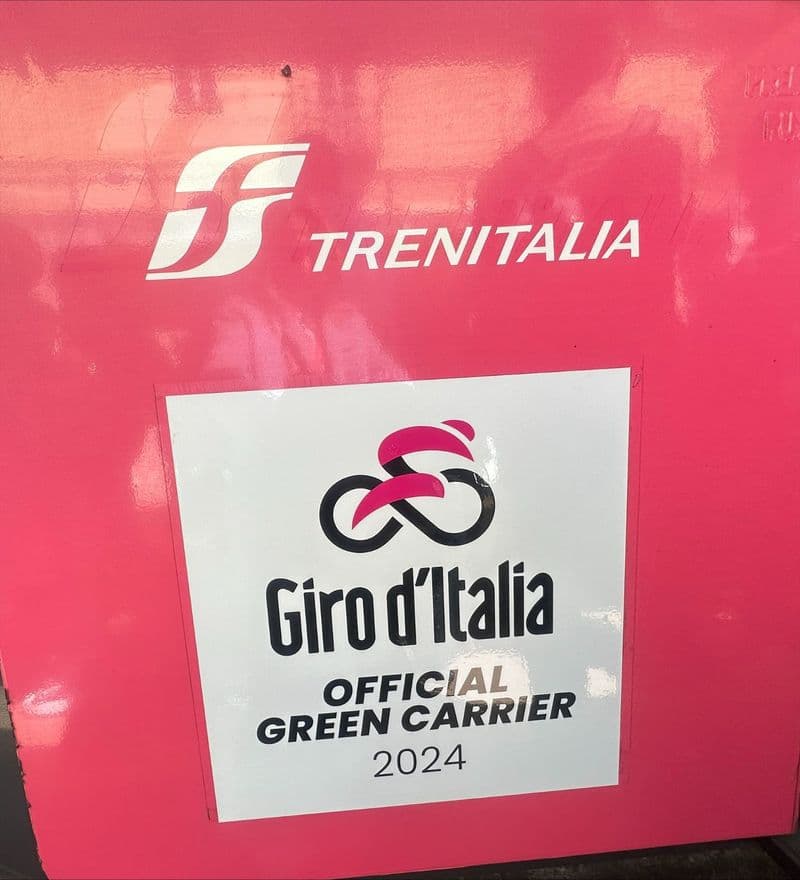 TRENITALIA
Giro d'Italia
OFFICIAL
GREEN CARRIER
2024